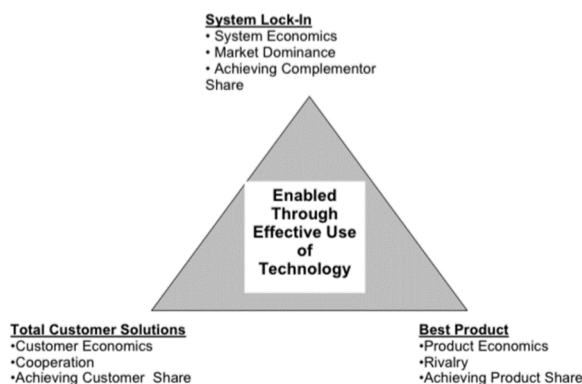 System Lock-In
• System Economics
• Market Dominance
• Achieving Complementor
Share
Enabled
Through
Effective Use
of
Technology
Total Customer Solutions
•Customer Economics
•Cooperation
•Achieving Customer Share
Best Product
•Product Economics
•Rivalry
•Achieving Product Share